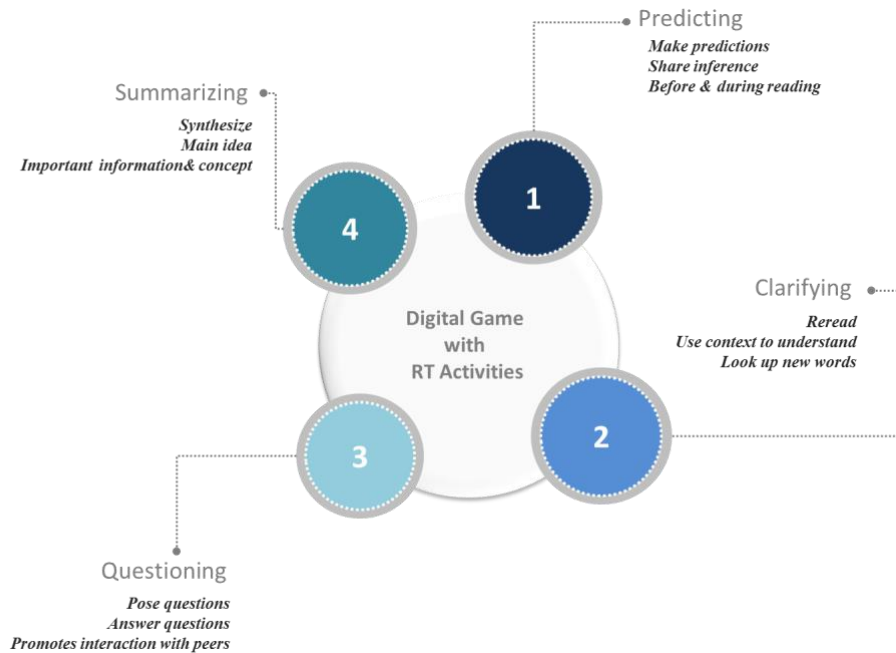 Predicting
Make predictions
Share inference
Before & during reading
Summarizing
Synthesize
Main idea
Important information& concept
1
4
Digital Game
with
RT Activities
Clarifying
Reread
Use context to understand
Look up new words
2
3
Questioning
Pose questions
Answer questions
Promotes interaction with peers